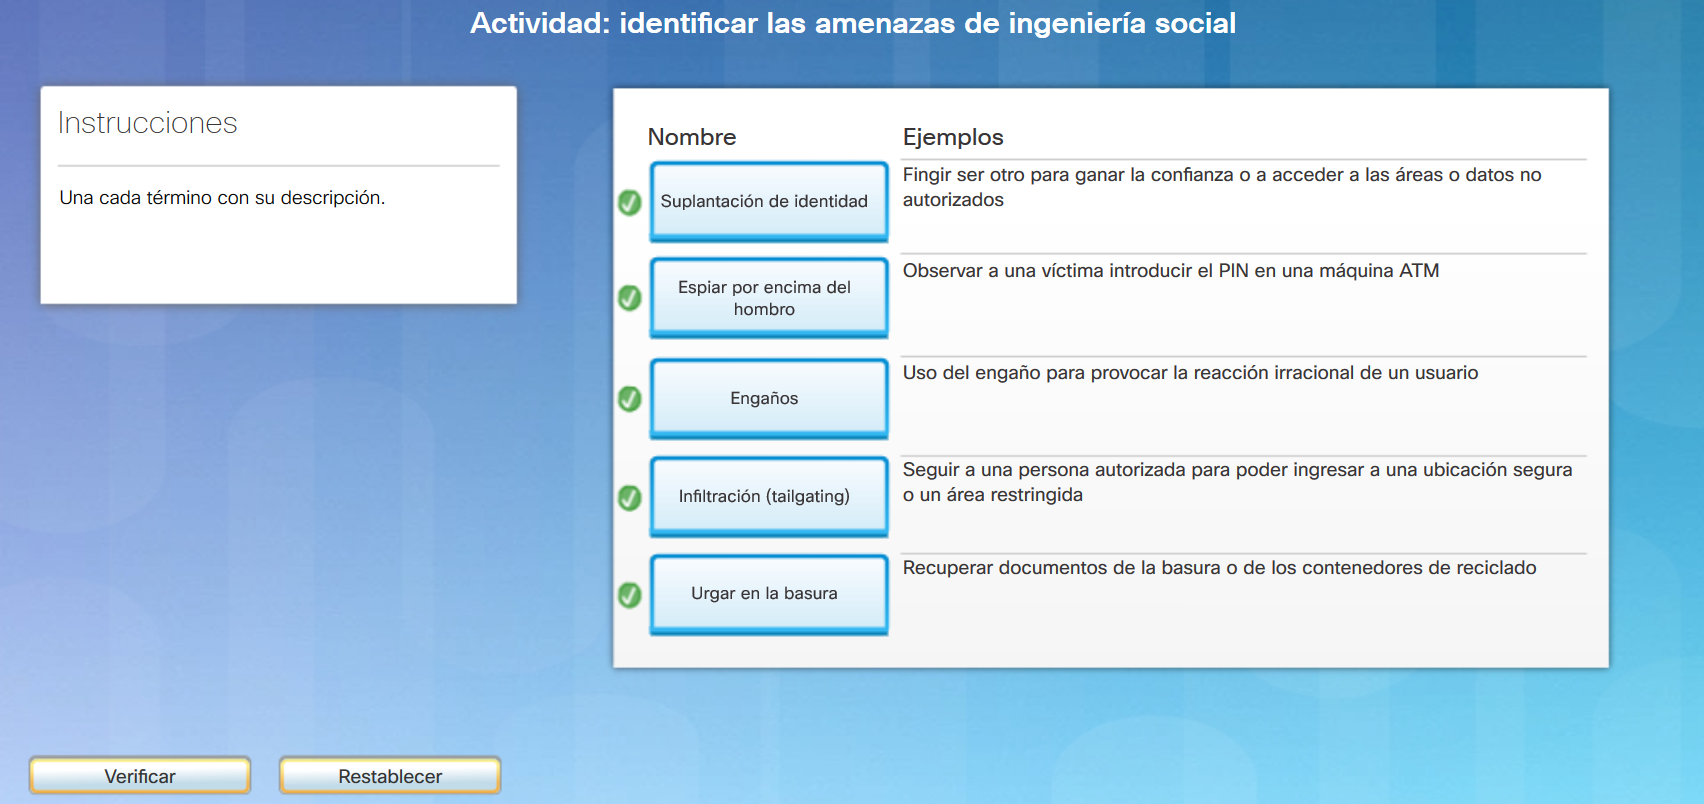 Actividad: identificar las amenazas de ingeniería social
Instrucciones
Una cada término con su descripción.
Nombre
Ejemplos
Suplantación de identidad
Fingir ser otro para ganar la confianza o a acceder a las áreas o datos no
autorizados
Espiar por encima del
hombro
Observar a una víctima introducir el PIN en una máquina ATM
Engaños
Uso del engaño para provocar la reacción irracional de un usuario
Infiltración (tailgating)
Seguir a una persona autorizada para poder ingresar a una ubicación segura
o un área restringida
Urgar en la basura
Recuperar documentos de la basura o de los contenedores de reciclado
Verificar
Restablecer